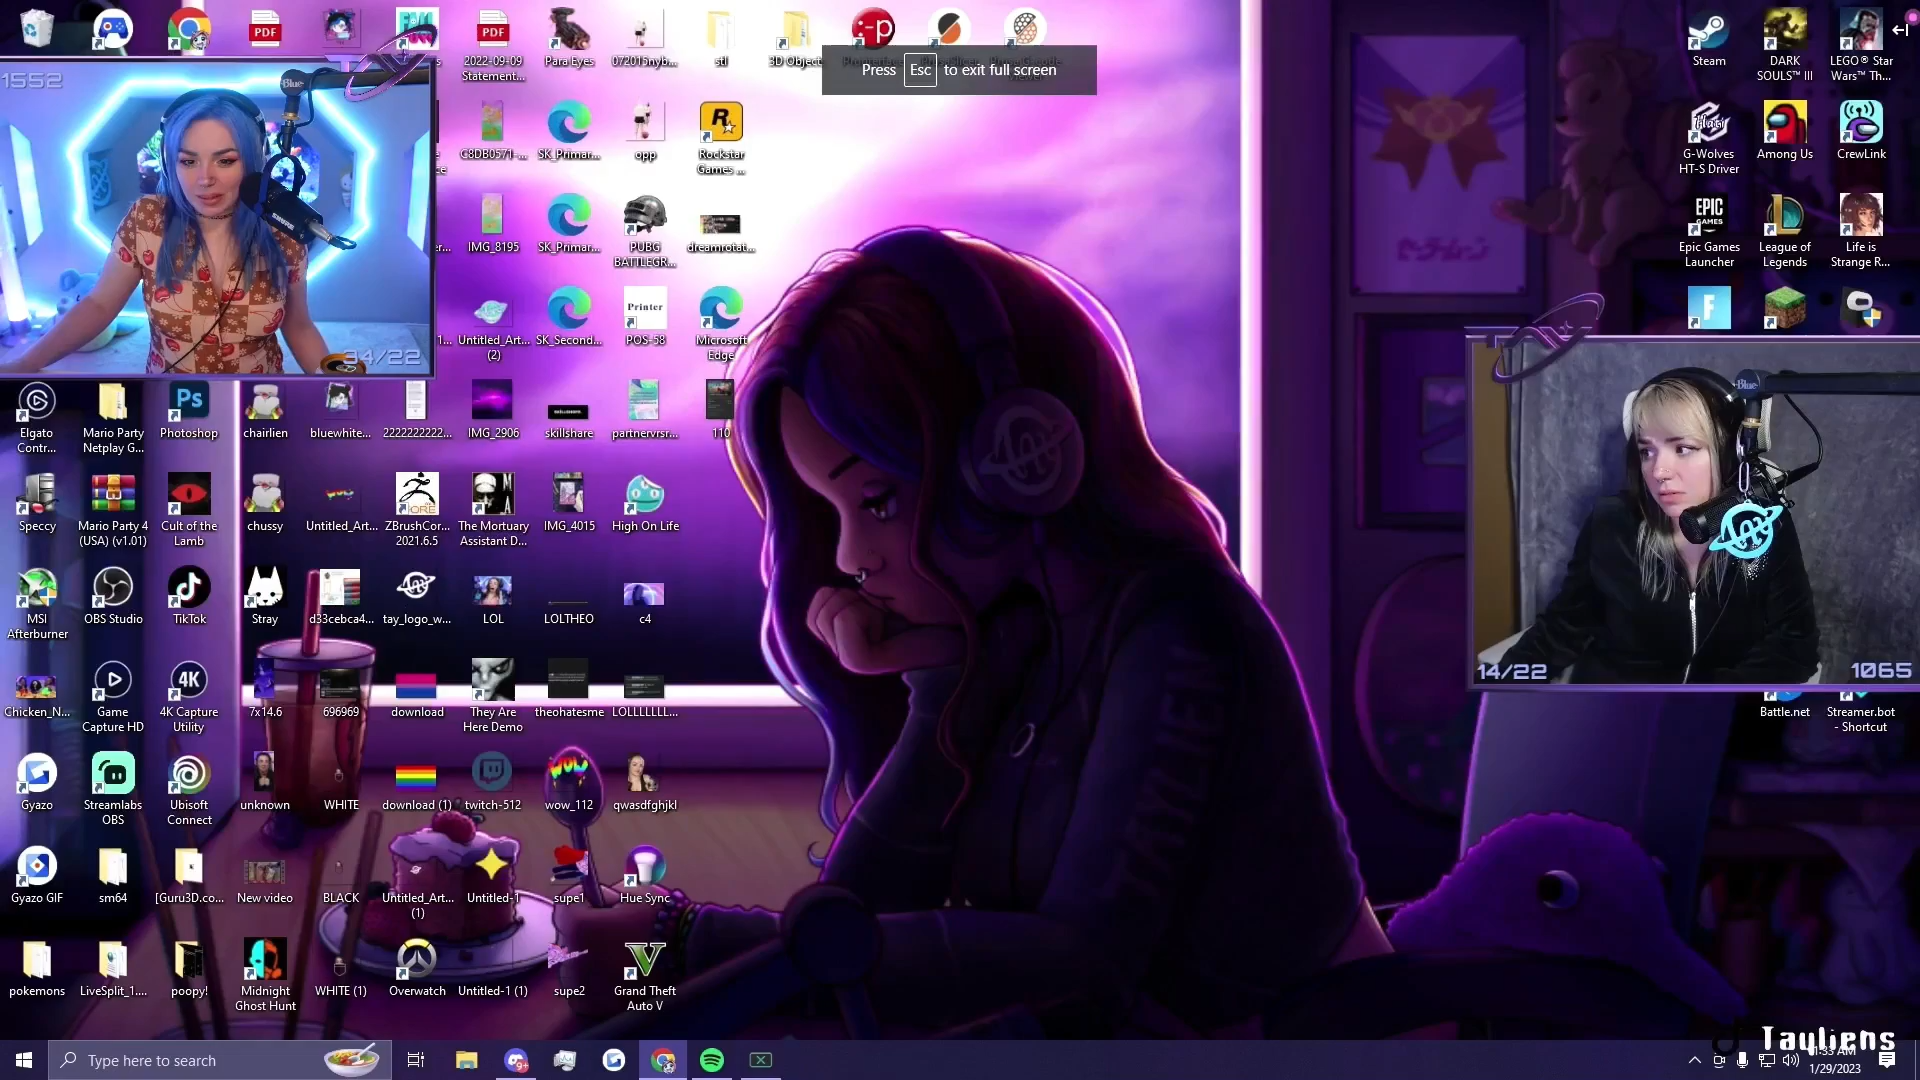 Press Esc to exit full screen
1552
34/22
14/22
1065
PDF
PDF
2022-09-09
Statement...
Para Eyes
072015nyb...
stl
3D Object
:-p
Steam
DARK
SOULS™ III
LEGO® Star
Wars™ Th...
C8DB0571-...
SK_Primar...
opp
Rockstar
Games ...
G-Wolves
HT-S Driver
Among Us
CrewLink
IMG_8195
SK_Primar...
PUBG
BATTLEGR...
dreamrotat...
EPIC
GAMES
Epic Games
Launcher
League of
Legends
Life is
Strange R...
Untitled_Art...
(2)
SK_Second...
Printer
POS-58
Microsoft
Edge
Elgato
Contr...
Mario Party
Netplay G...
Ps
Photoshop
chairlien
bluewhite...
2222222222...
IMG_2906
skillshare
partnervrsr...
110
Speccy
Mario Party 4
(USA) (v1.01)
Cult of the
Lamb
chussy
Untitled_Art...
ZBrushCor...
2021.6.5
The Mortuary
Assistant D...
IMG_4015
High On Life
MSI
Afterburner
OBS Studio
TikTok
Stray
d33cebca4...
tay_logo_w...
LOL
LOLTHEO
c4
Chicken_N...
Game
Capture HD
4K
4K Capture
Utility
7x14.6
696969
download
They Are
Here Demo
theohatesme
LOLLLLLLL...
Battle.net
Streamer.bot
- Shortcut
Gyazo
Streamlabs
OBS
Ubisoft
Connect
unknown
WHITE
download (1)
twitch-512
wow_112
qwasdfghjkl
Gyazo GIF
sm64
[Guru3D.co...
New video
BLACK
Untitled_Art...
(1)
Untitled-1
supe1
Hue Sync
pokemons
LiveSplit_1....
poopy!
Midnight
Ghost Hunt
WHITE (1)
Overwatch
Untitled-1 (1)
supe2
Grand Theft
Auto V
Tayliens
Type here to search
9+
1/29/2023